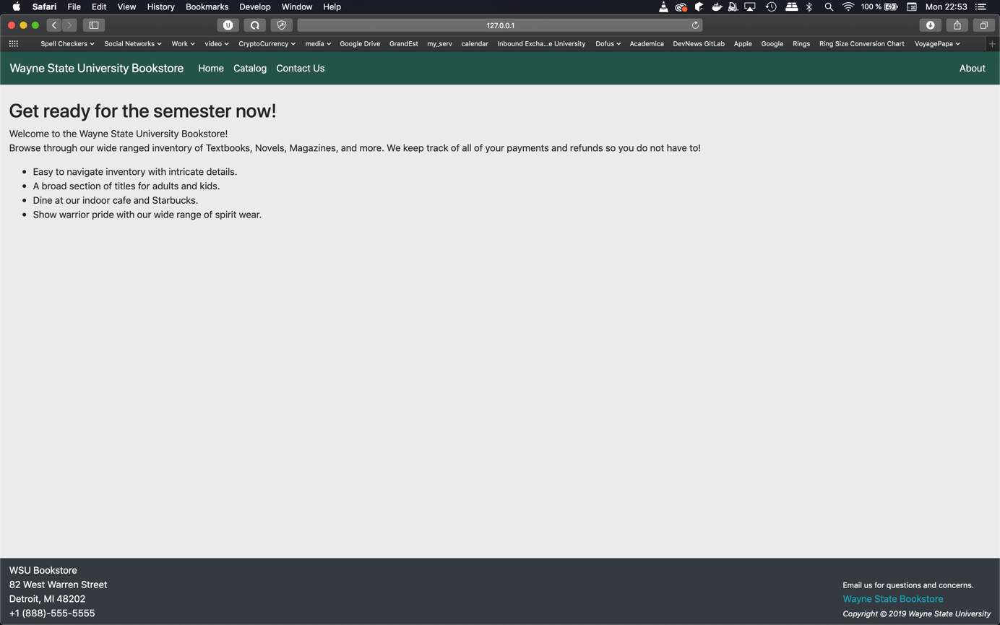 Safari File Edit View History Bookmarks Develop Window Help 100 % Mon 22:53
127.0.0.1
Spell Checkers Social Networks Work video CryptoCurrency media Google Drive GrandEst my_serv calendar Inbound Excha...e University Dofus Academica DevNews GitLab Apple Google Rings Ring Size Conversion Chart VoyagePapa
Wayne State University Bookstore Home Catalog Contact Us About
Get ready for the semester now!
Welcome to the Wayne State University Bookstore!
Browse through our wide ranged inventory of Textbooks, Novels, Magazines, and more. We keep track of all of your payments and refunds so you do not have to!
• Easy to navigate inventory with intricate details.
• A broad section of titles for adults and kids.
• Dine at our indoor cafe and Starbucks.
• Show warrior pride with our wide range of spirit wear.
WSU Bookstore
82 West Warren Street
Detroit, MI 48202
+1 (888)-555-5555
Email us for questions and concerns.
Wayne State Bookstore
Copyright © 2019 Wayne State University